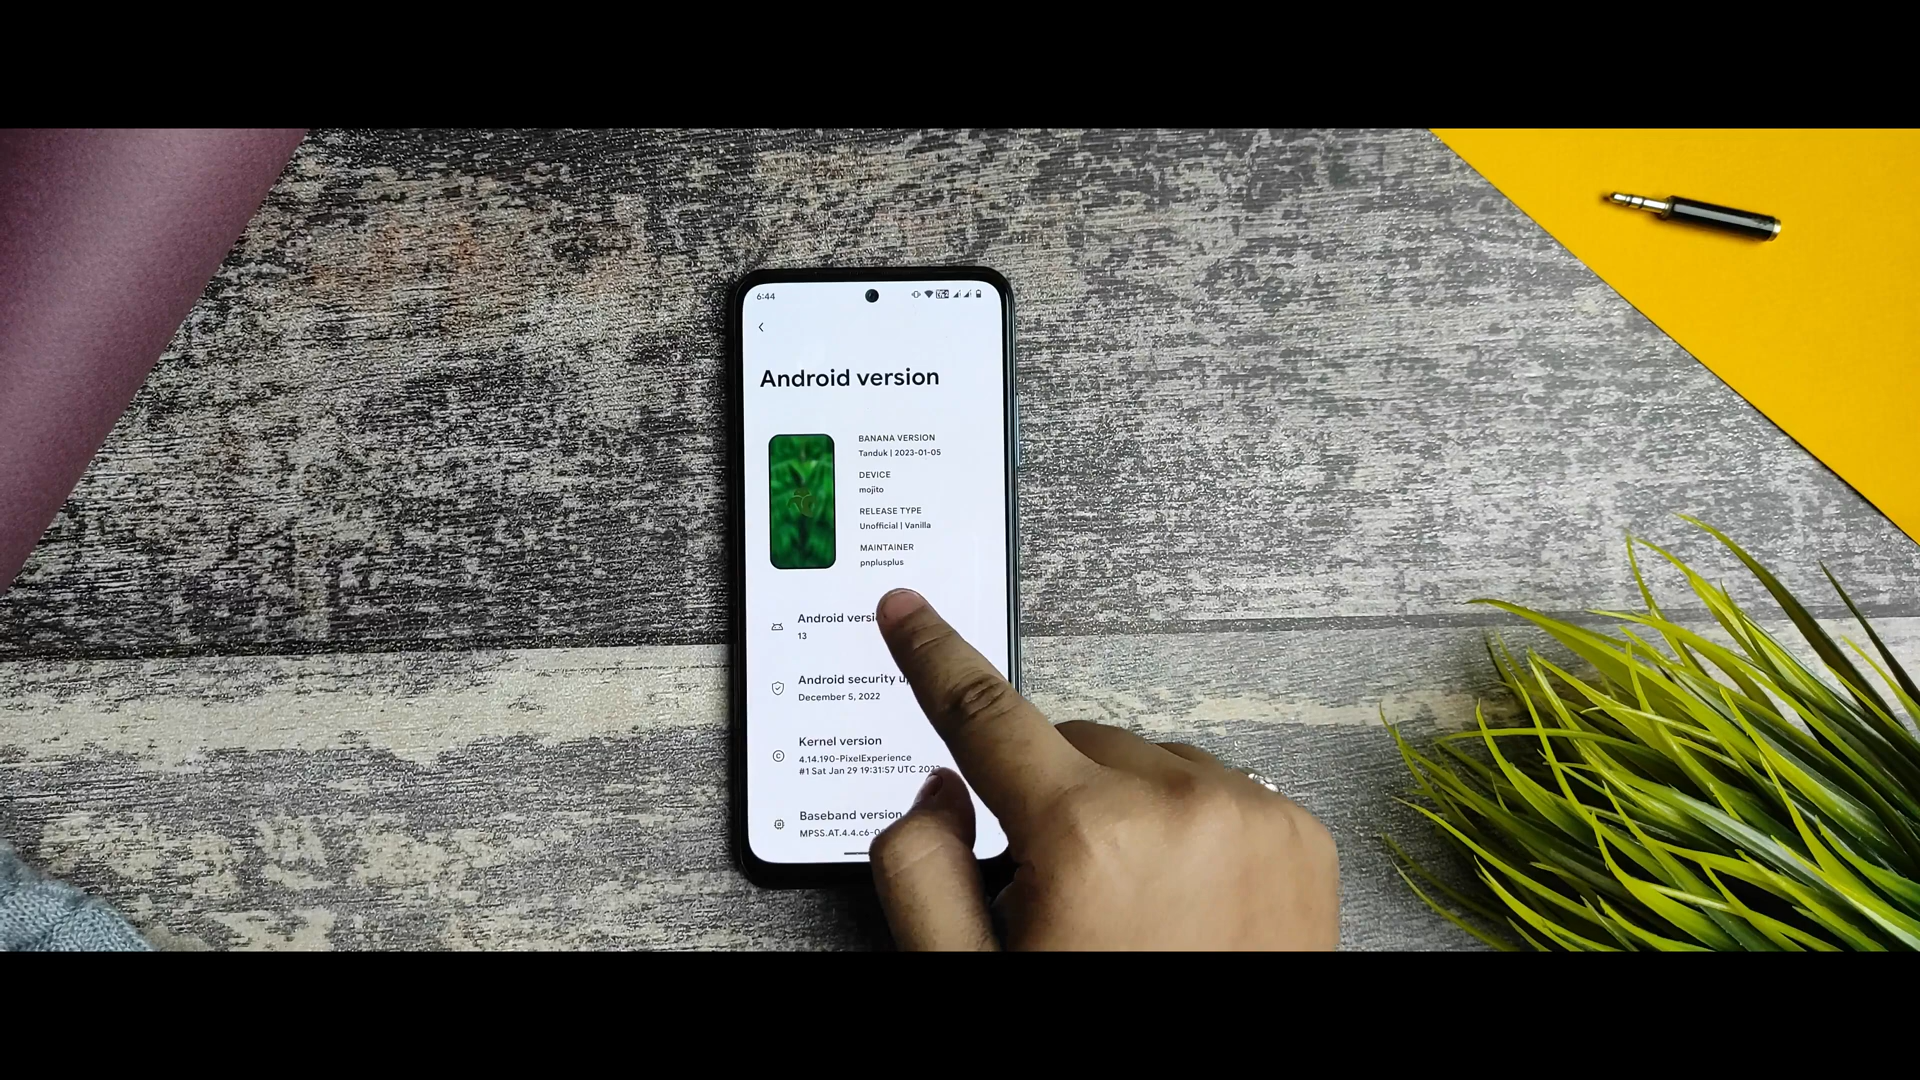 6:44
Android version
BANANA VERSION
Tanduk | 2023-01-05
DEVICE
mojito
RELEASE TYPE
Unofficial | Vanilla
MAINTAINER
pnplusplus
Android versi
13
Android security u
December 5, 2022
Kernel version
4.14.190-PixelExperience
#1 Sat Jan 29 19:31:57 UTC 202
Baseband version
MPSS.AT.4.4.c6-0